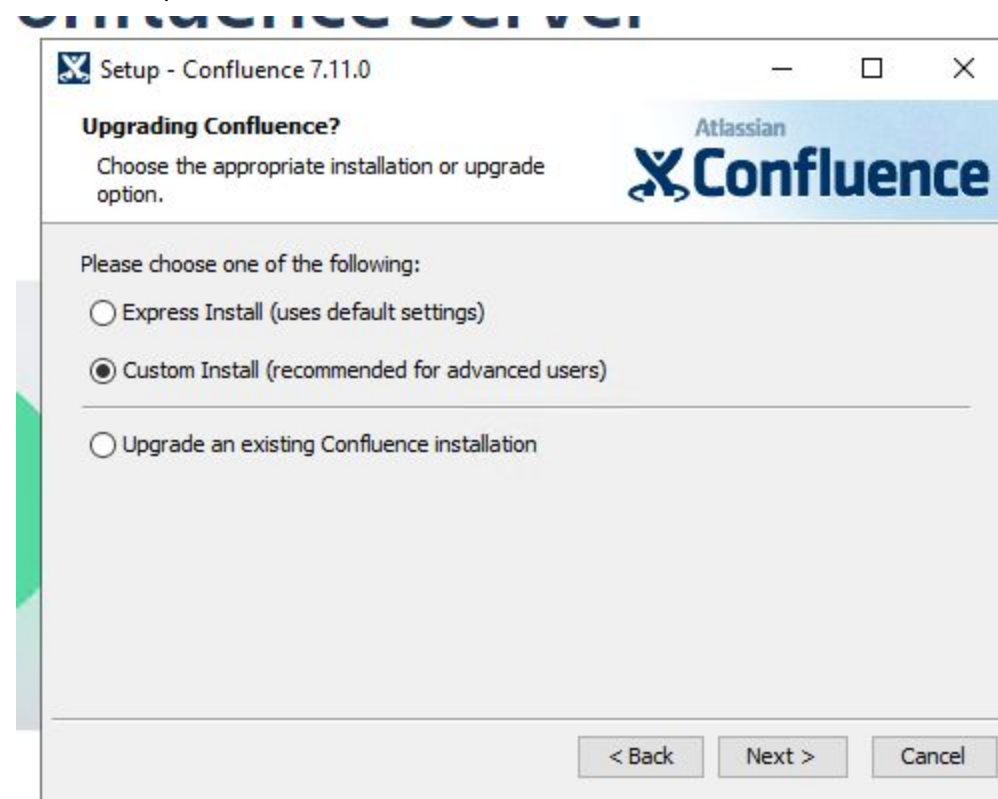 Setup - Confluence 7.11.0
Upgrading Confluence?
Choose the appropriate installation or upgrade
option.
Atlassian
Confluence
Please choose one of the following:
Express Install (uses default settings)
Custom Install (recommended for advanced users)
Upgrade an existing Confluence installation
< Back
Next >
Cancel